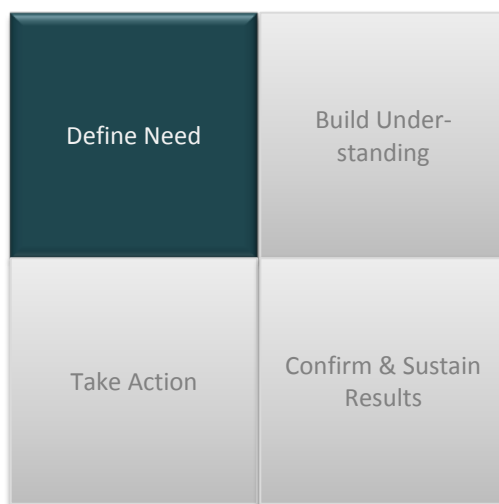 Define Need
Build Under-
standing
Take Action
Confirm & Sustain
Results